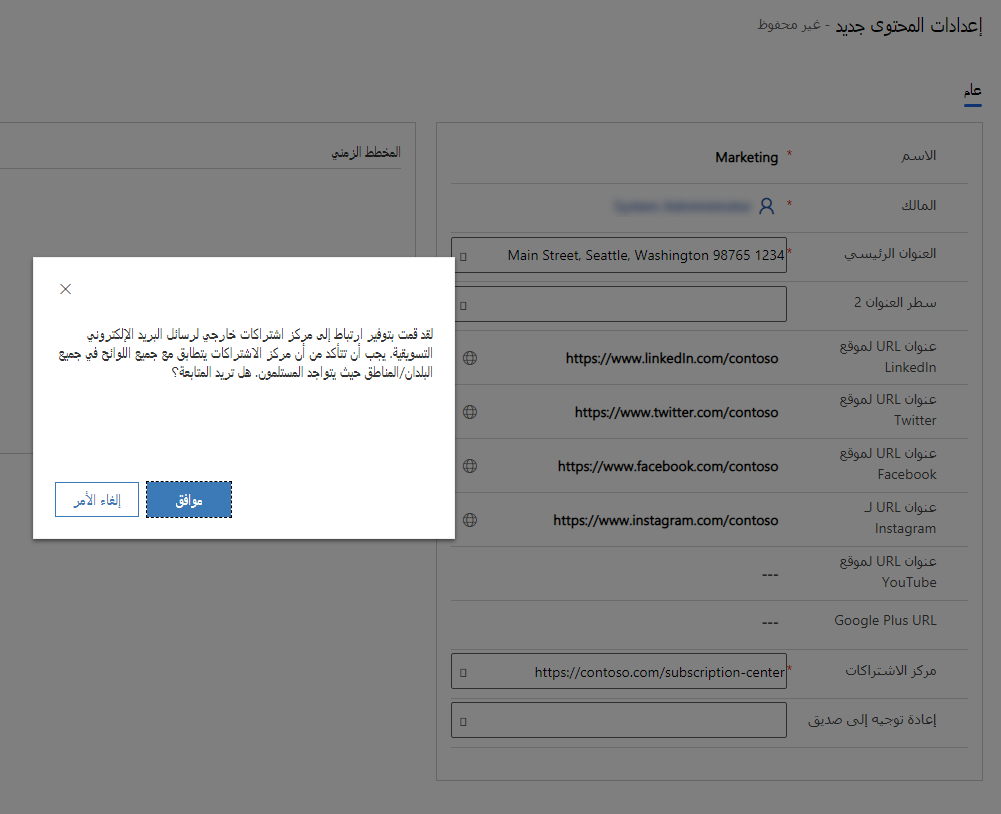 إعدادات المحتوى جديد - غير محفوظ
عام
الاسم * Marketing
المالك *
العنوان الرئيسي * Main Street, Seattle, Washington 98765 1234
سطر العنوان 2
عنوان URL لموقع
LinkedIn
https://www.linkedIn.com/contoso
عنوان URL لموقع
Twitter
https://www.twitter.com/contoso
عنوان URL لموقع
Facebook
https://www.facebook.com/contoso
عنوان URL لـ
Instagram
https://www.instagram.com/contoso
عنوان URL لموقع
YouTube
---
Google Plus URL ---
مركز الاشتراكات * https://contoso.com/subscription-center
إعادة توجيه إلى صديق
المخطط الزمني
لقد قمت بتوفير ارتباط إلى مركز اشتراكات خارجي لرسائل البريد الإلكتروني
التسويقية. يجب أن تتأكد من أن مركز الاشتراكات يتطابق مع جميع اللوائح في جميع
البلدان/المناطق حيث يتواجد المستلمون. هل تريد المتابعة؟
موافق
إلغاء الأمر